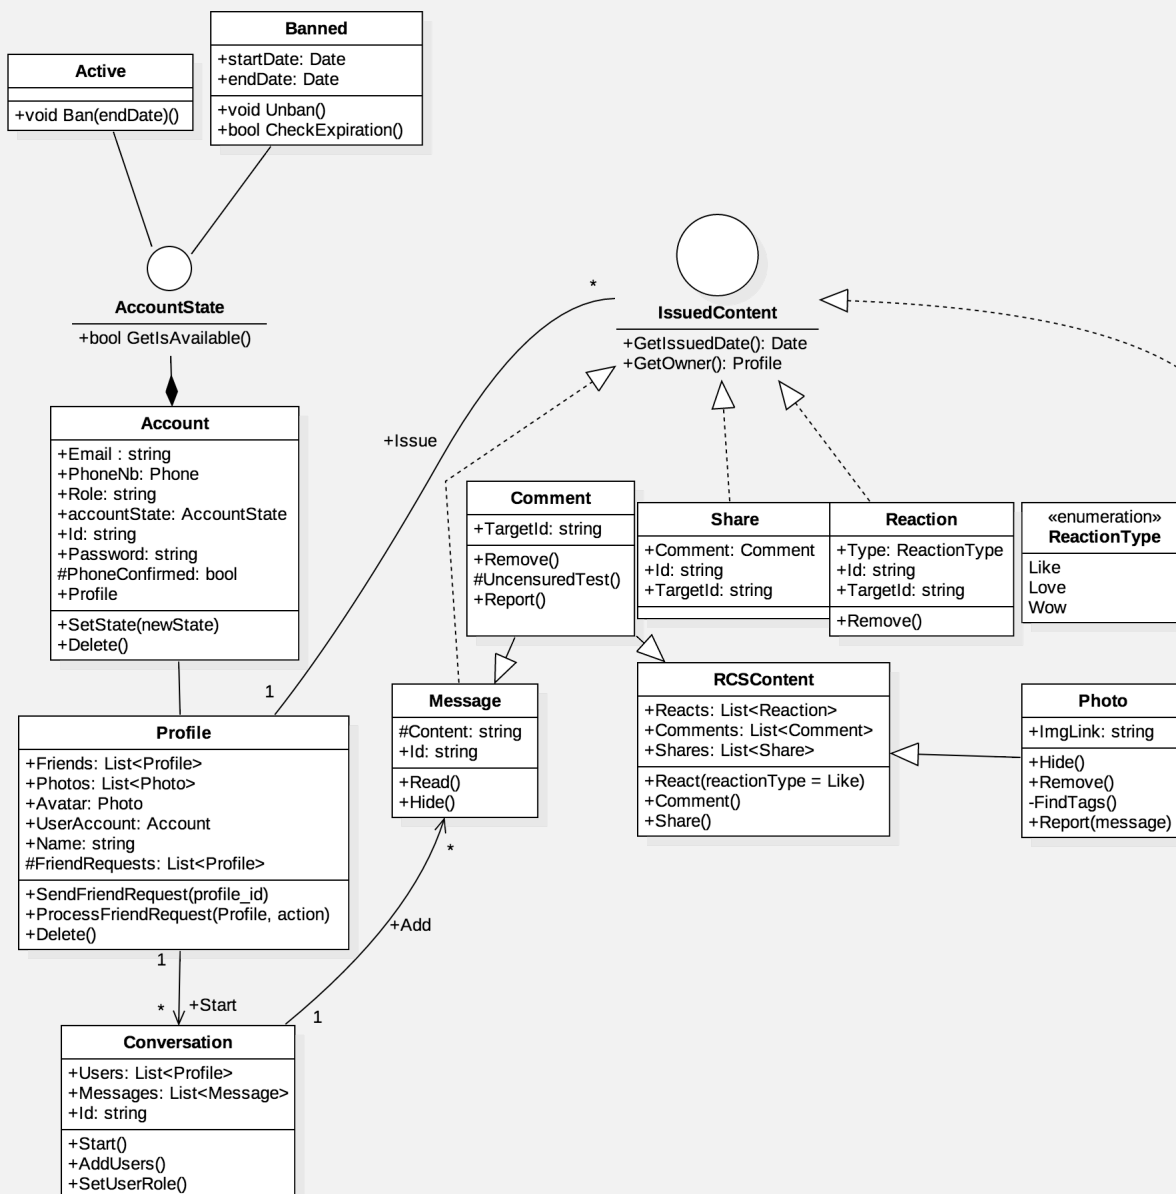 Banned
+startDate: Date
+endDate: Date
+void Unban()
+bool CheckExpiration()
Active
+void Ban(endDate)()
AccountState
+bool GetIsAvailable()
*
IssuedContent
+GetIssuedDate(): Date
+GetOwner(): Profile
+Issue
1
Account
+Email : string
+PhoneNb: Phone
+Role: string
+accountState: AccountState
+Id: string
+Password: string
#PhoneConfirmed: bool
+Profile
+SetState(newState)
+Delete()
Comment
+TargetId: string
+Remove()
#UncensuredTest()
+Report()
Share
+Comment: Comment
+Id: string
+TargetId: string
Reaction
+Type: ReactionType
+Id: string
+TargetId: string
+Remove()
«enumeration»
ReactionType
Like
Love
Wow
Profile
+Friends: List<Profile>
+Photos: List<Photo>
+Avatar: Photo
+UserAccount: Account
+Name: string
#FriendRequests: List<Profile>
+SendFriendRequest(profile_id)
+ProcessFriendRequest(Profile, action)
+Delete()
Message
#Content: string
+Id: string
+Read()
+Hide()
RCSContent
+Reacts: List<Reaction>
+Comments: List<Comment>
+Shares: List<Share>
+React(reactionType = Like)
+Comment()
+Share()
Photo
+ImgLink: string
+Hide()
+Remove()
-FindTags()
+Report(message)
*
+Add
1
1
*
+Start
Conversation
+Users: List<Profile>
+Messages: List<Message>
+Id: string
+Start()
+AddUsers()
+SetUserRole()